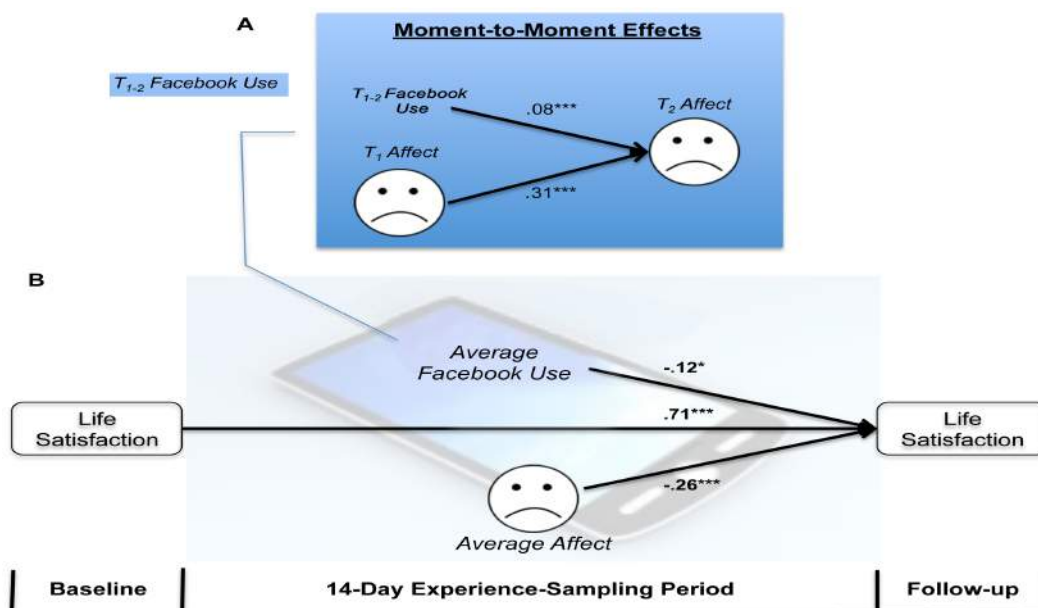 A
Moment-to-Moment Effects
T1-2 Facebook Use
T1-2 Facebook
Use
.08***
T2 Affect
T1 Affect
.31***
B
Average
Facebook Use
-.12*
Life
Satisfaction
.71***
Life
Satisfaction
-.26***
Average Affect
Baseline
14-Day Experience-Sampling Period
Follow-up